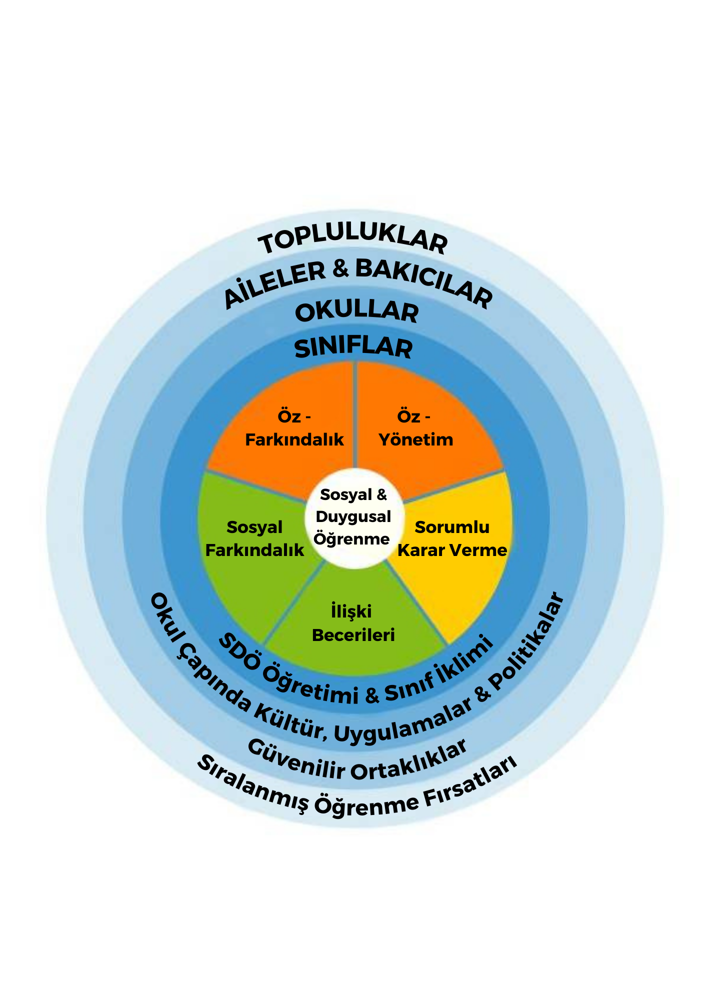 TOPLULUKLAR
AİLELER & BAKICILAR
OKULLAR
SINIFLAR
Öz -
Farkındalık
Öz -
Yönetim
Sosyal &
Duygusal
Öğrenme
Sosyal
Farkındalık
Sorumlu
Karar Verme
İlişki
Becerileri
SDÖ Öğretimi & Sınıf İklimi
Okul Çapında Kültür, Uygulamalar & Politikalar
Güvenilir Ortaklıklar
Sıralanmış Öğrenme Fırsatları